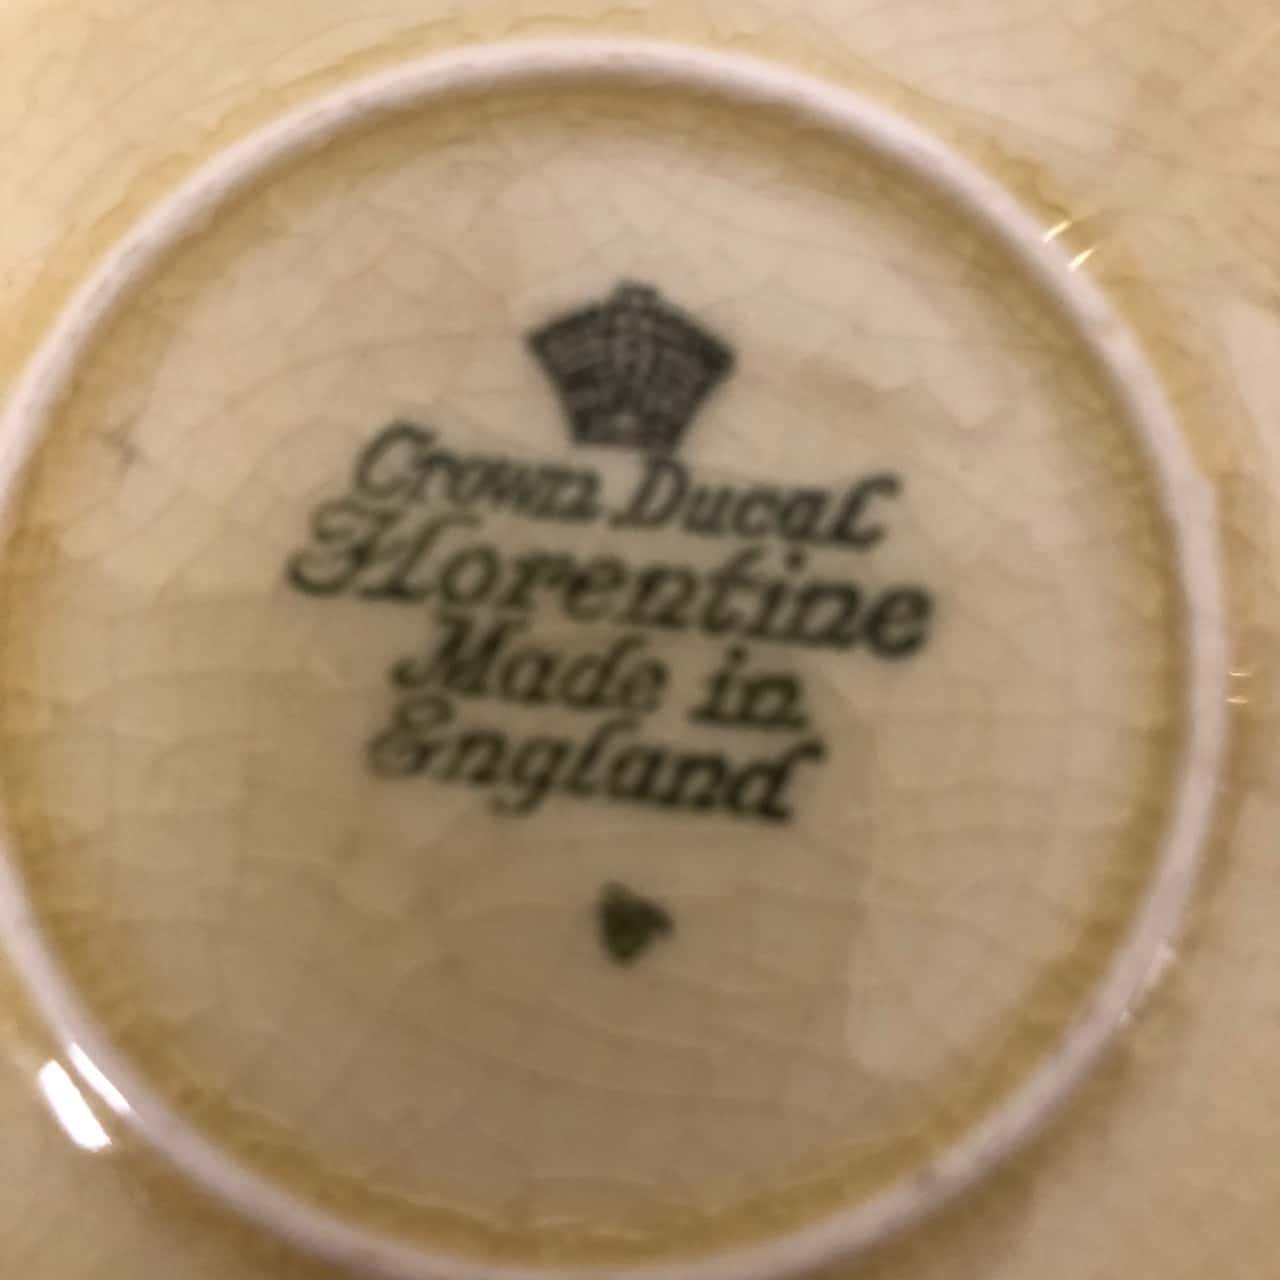 Crown Ducal
Florentine
Made in
England